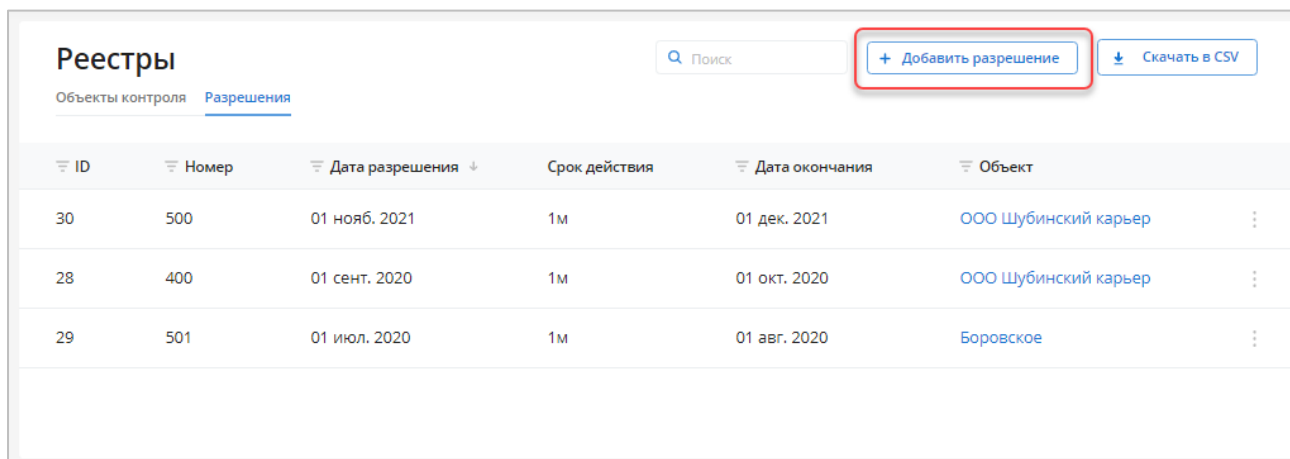 Реестры
Поиск
+ Добавить разрешение
Скачать в CSV
Объекты контроля Разрешения
ID Номер Дата разрешения Срок действия Дата окончания Объект
30 500 01 нояб. 2021 1м 01 дек. 2021 ООО Шубинский карьер
28 400 01 сент. 2020 1м 01 окт. 2020 ООО Шубинский карьер
29 501 01 июл. 2020 1м 01 авг. 2020 Боровское